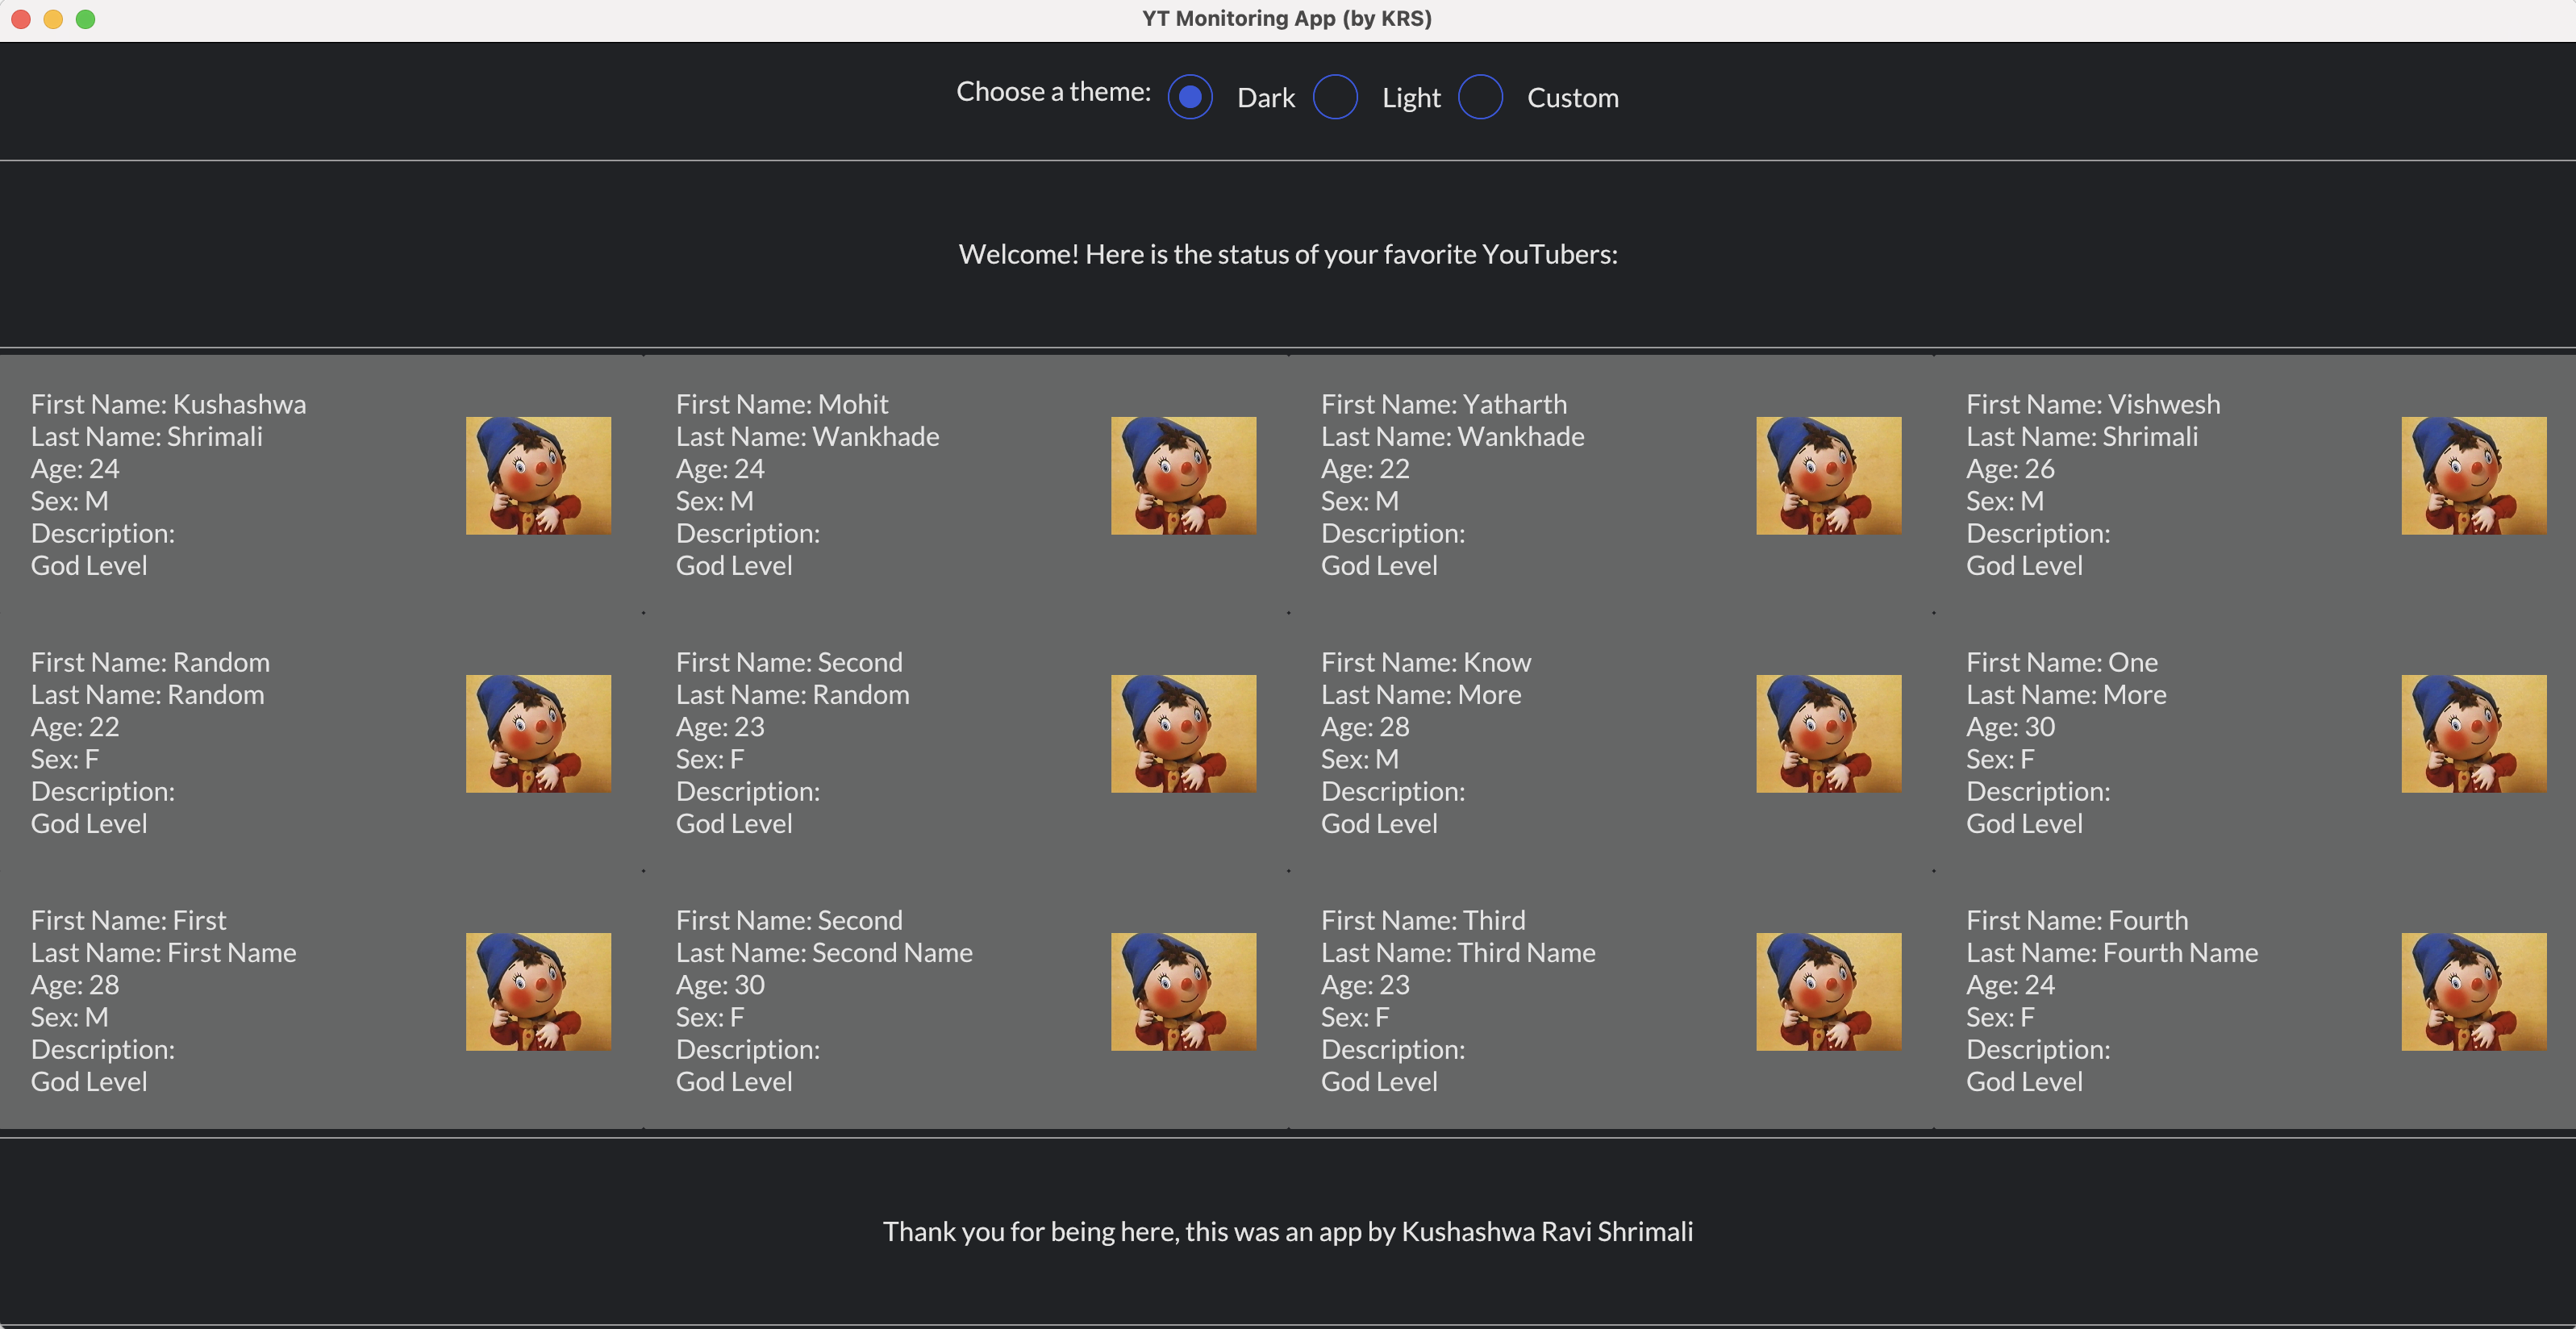 YT Monitoring App (by KRS)
Choose a theme: Dark Light Custom
Welcome! Here is the status of your favorite YouTubers:
First Name: Kushashwa
Last Name: Shrimali
Age: 24
Sex: M
Description:
God Level
First Name: Mohit
Last Name: Wankhade
Age: 24
Sex: M
Description:
God Level
First Name: Yatharth
Last Name: Wankhade
Age: 22
Sex: M
Description:
God Level
First Name: Vishwesh
Last Name: Shrimali
Age: 26
Sex: M
Description:
God Level
First Name: Random
Last Name: Random
Age: 22
Sex: F
Description:
God Level
First Name: Second
Last Name: Random
Age: 23
Sex: F
Description:
God Level
First Name: Know
Last Name: More
Age: 28
Sex: M
Description:
God Level
First Name: One
Last Name: More
Age: 30
Sex: F
Description:
God Level
First Name: First
Last Name: First Name
Age: 28
Sex: M
Description:
God Level
First Name: Second
Last Name: Second Name
Age: 30
Sex: F
Description:
God Level
First Name: Third
Last Name: Third Name
Age: 23
Sex: F
Description:
God Level
First Name: Fourth
Last Name: Fourth Name
Age: 24
Sex: F
Description:
God Level
Thank you for being here, this was an app by Kushashwa Ravi Shrimali